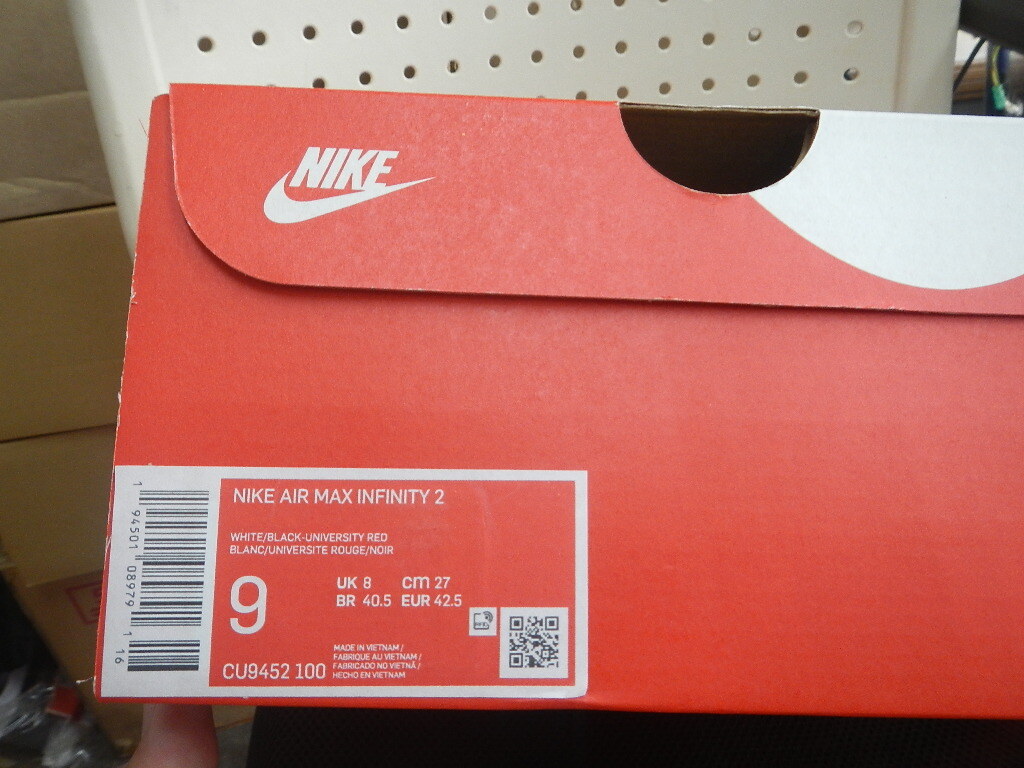 NIKE
NIKE AIR MAX INFINITY 2
WHITE/BLACK-UNIVERSITY RED
BLANC/UNIVERSITE ROUGE/NOIR
9
UK 8 cm 27
BR 40.5 EUR 42.5
MADE IN VIETNAM /
FABRIQUE AU VIETNAM /
FABRICADO NO VIETNÃ /
HECHO EN VIETNAM
CU9452 100
1 94501 08979 1 16